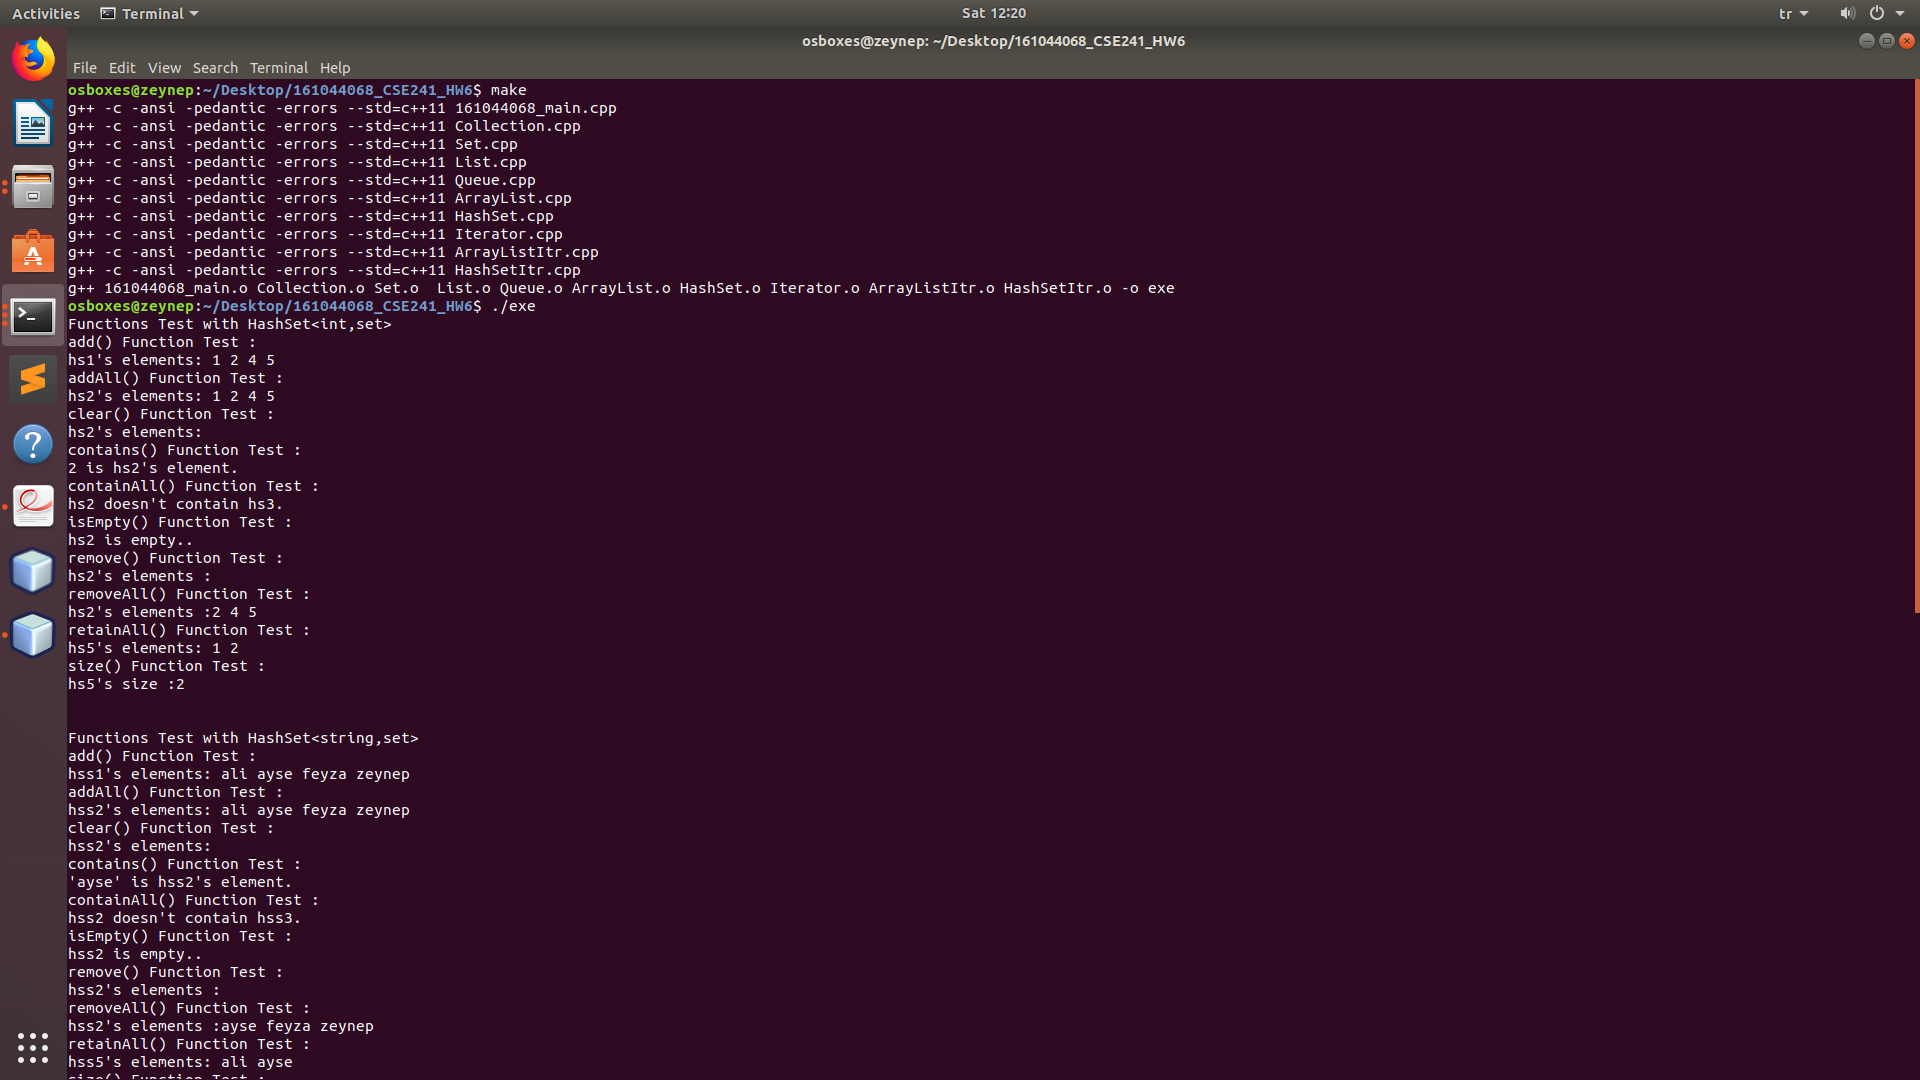 Activities Terminal Sat 12:20 tr
osboxes@zeynep: ~/Desktop/161044068_CSE241_HW6
File Edit View Search Terminal Help
osboxes@zeynep:~/Desktop/161044068_CSE241_HW6$ make
g++ -c -ansi -pedantic -errors --std=c++11 161044068_main.cpp
g++ -c -ansi -pedantic -errors --std=c++11 Collection.cpp
g++ -c -ansi -pedantic -errors --std=c++11 Set.cpp
g++ -c -ansi -pedantic -errors --std=c++11 List.cpp
g++ -c -ansi -pedantic -errors --std=c++11 Queue.cpp
g++ -c -ansi -pedantic -errors --std=c++11 ArrayList.cpp
g++ -c -ansi -pedantic -errors --std=c++11 HashSet.cpp
g++ -c -ansi -pedantic -errors --std=c++11 Iterator.cpp
g++ -c -ansi -pedantic -errors --std=c++11 ArrayListItr.cpp
g++ -c -ansi -pedantic -errors --std=c++11 HashSetItr.cpp
g++ 161044068_main.o Collection.o Set.o  List.o Queue.o ArrayList.o HashSet.o Iterator.o ArrayListItr.o HashSetItr.o -o exe
osboxes@zeynep:~/Desktop/161044068_CSE241_HW6$ ./exe
Functions Test with HashSet<int,set>
add() Function Test :
hs1's elements: 1 2 4 5
addAll() Function Test :
hs2's elements: 1 2 4 5
clear() Function Test :
hs2's elements:
contains() Function Test :
2 is hs2's element.
containAll() Function Test :
hs2 doesn't contain hs3.
isEmpty() Function Test :
hs2 is empty..
remove() Function Test :
hs2's elements :
removeAll() Function Test :
hs2's elements :2 4 5
retainAll() Function Test :
hs5's elements: 1 2
size() Function Test :
hs5's size :2
Functions Test with HashSet<string,set>
add() Function Test :
hss1's elements: ali ayse feyza zeynep
addAll() Function Test :
hss2's elements: ali ayse feyza zeynep
clear() Function Test :
hss2's elements:
contains() Function Test :
'ayse' is hss2's element.
containAll() Function Test :
hss2 doesn't contain hss3.
isEmpty() Function Test :
hss2 is empty..
remove() Function Test :
hss2's elements :
removeAll() Function Test :
hss2's elements :ayse feyza zeynep
retainAll() Function Test :
hss5's elements: ali ayse
size() Function Test :